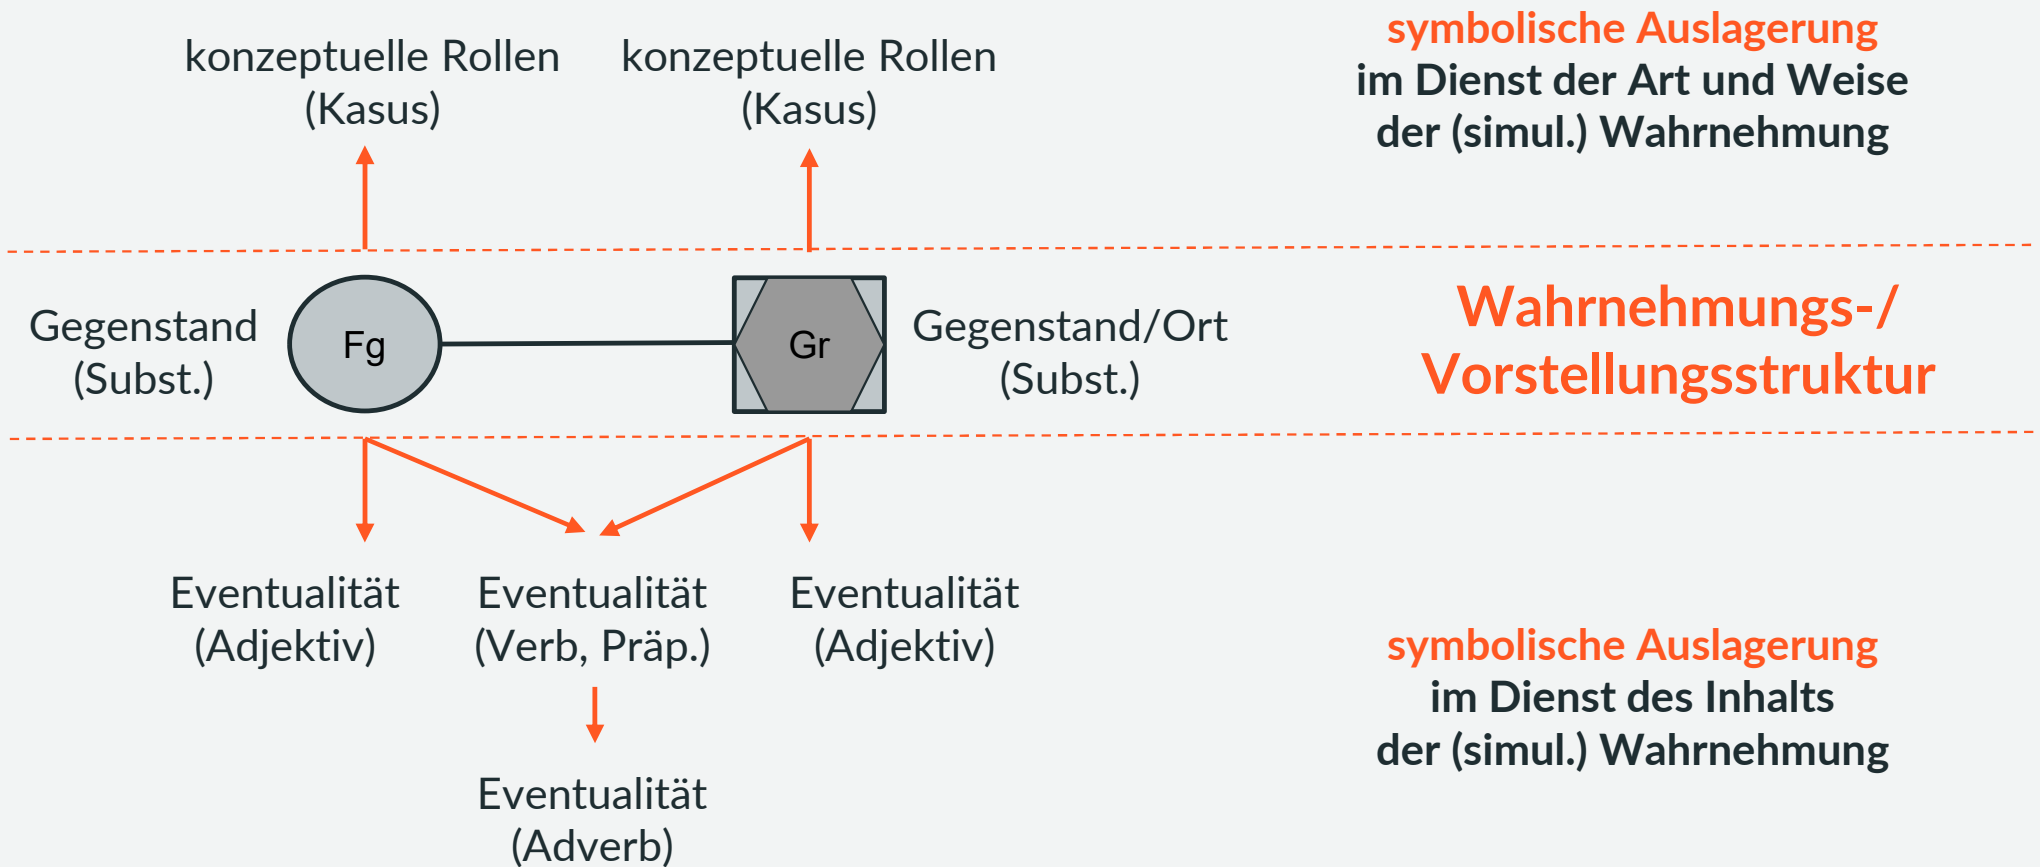 konzeptuelle Rollen
(Kasus)
konzeptuelle Rollen
(Kasus)
symbolische Auslagerung
im Dienst der Art und Weise
der (simul.) Wahrnehmung
Gegenstand
(Subst.)
Fg
Gr
Gegenstand/Ort
(Subst.)
Wahrnehmungs-/
Vorstellungsstruktur
Eventualität
(Adjektiv)
Eventualität
(Verb, Präp.)
Eventualität
(Adjektiv)
Eventualität
(Adverb)
symbolische Auslagerung
im Dienst des Inhalts
der (simul.) Wahrnehmung